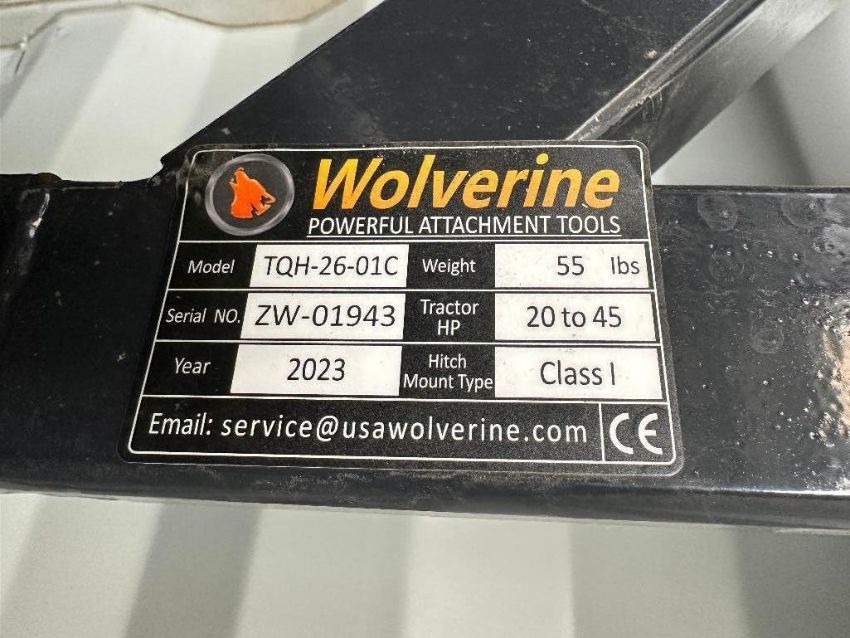 Wolverine
POWERFUL ATTACHMENT TOOLS
Model TQH-26-01C Weight 55 lbs
Serial NO. ZW-01943 Tractor HP 20 to 45
Year 2023 Hitch Mount Type Class I
Email: service@usawolverine.com CE